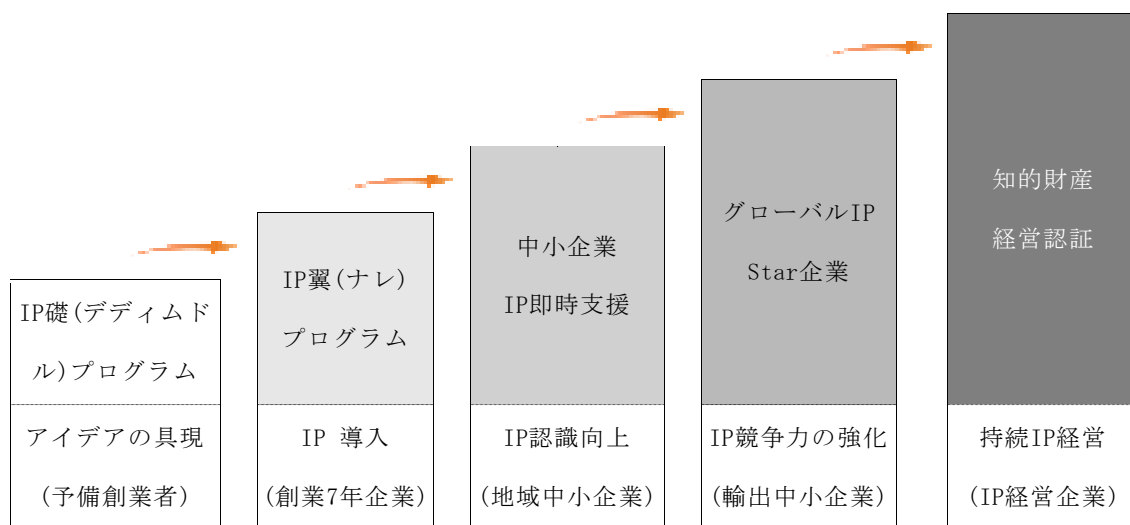 IP礎(デディムド
ル)プログラム
アイデアの具現
(予備創業者)
IP翼(ナレ)
プログラム
IP 導入
(創業7年企業)
中小企業
IP即時支援
IP認識向上
(地域中小企業)
グローバルIP
Star企業
IP競争力の強化
(輸出中小企業)
知的財産
経営認証
持続IP経営
(IP経営企業)